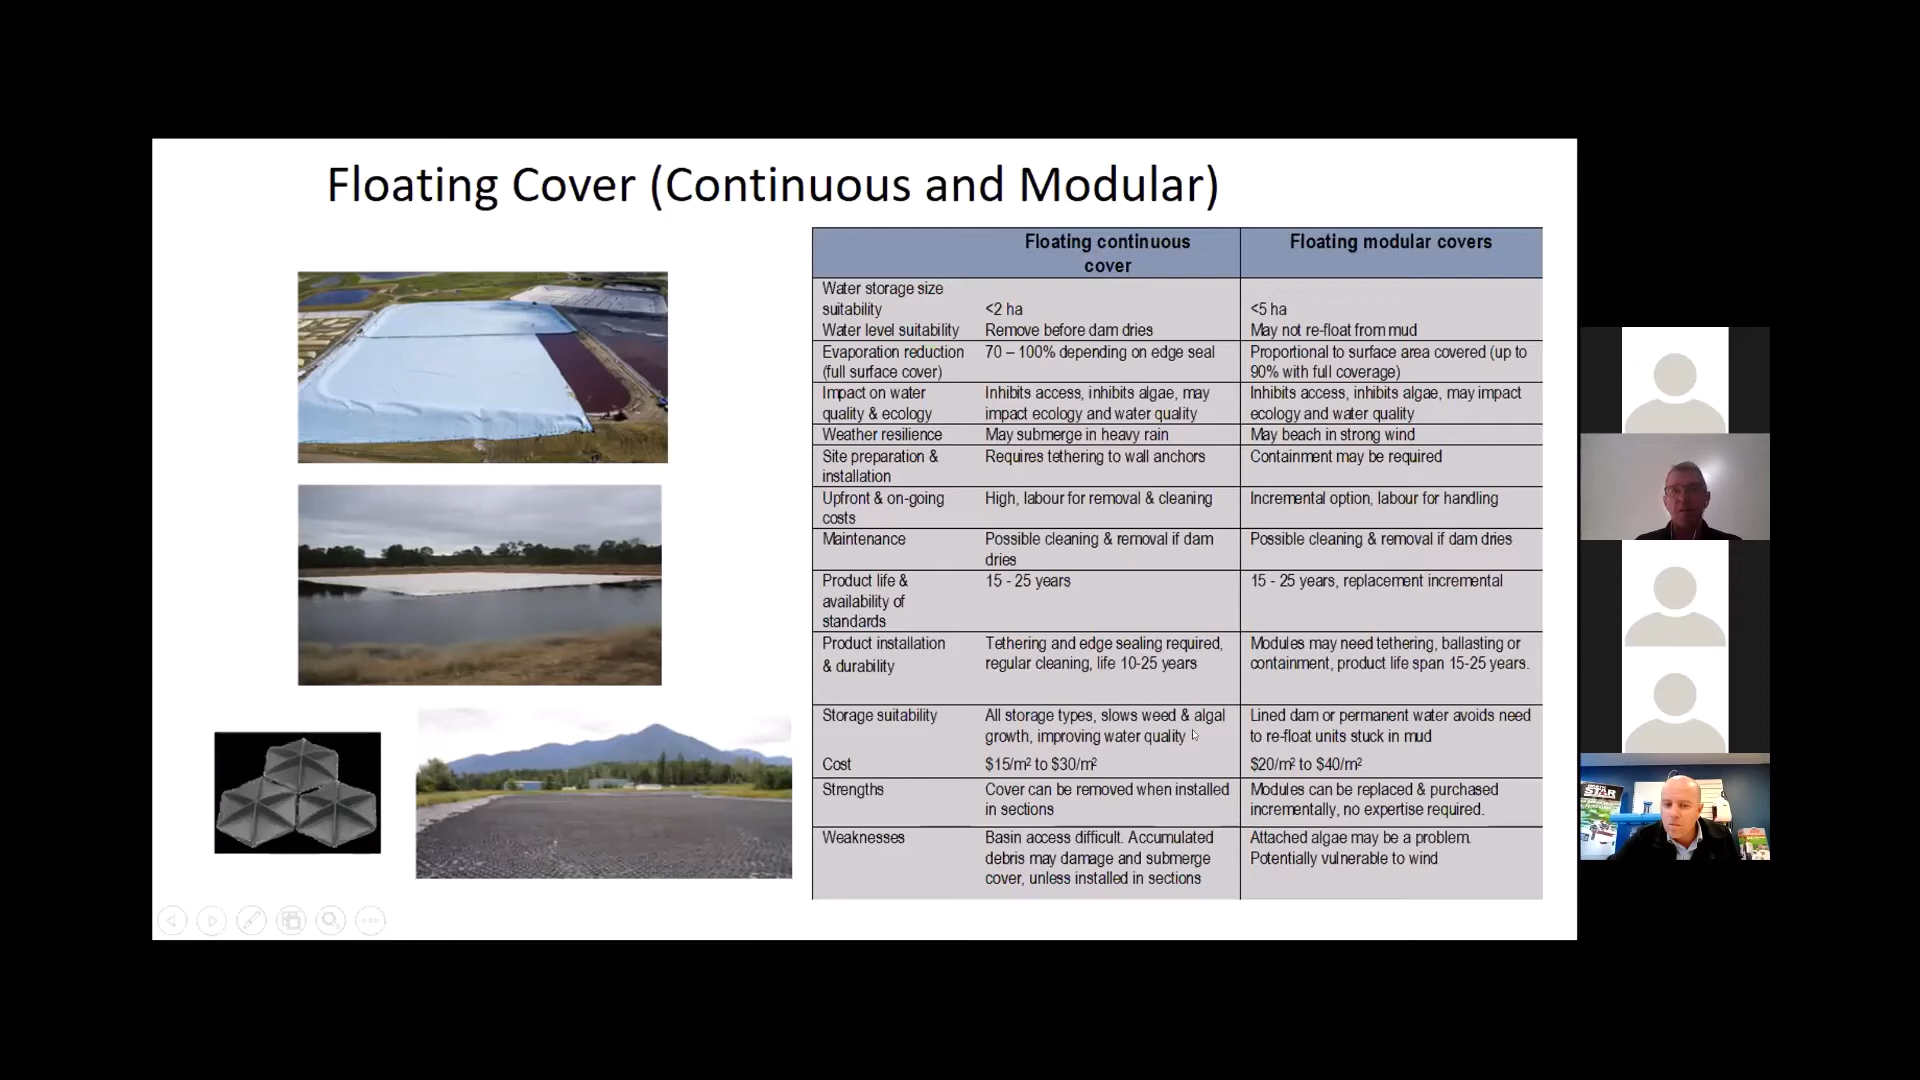 Floating Cover (Continuous and Modular)
Floating continuous
cover
Floating modular covers
Water storage size
suitability
<2 ha
<5 ha
Water level suitability
Remove before dam dries
May not re-float from mud
Evaporation reduction
(full surface cover)
70 – 100% depending on edge seal
Proportional to surface area covered (up to
90% with full coverage)
Impact on water
quality & ecology
Inhibits access, inhibits algae, may
impact ecology and water quality
Inhibits access, inhibits algae, may impact
ecology and water quality
Weather resilience
May submerge in heavy rain
May beach in strong wind
Site preparation &
installation
Requires tethering to wall anchors
Containment may be required
Upfront & on-going
costs
High, labour for removal & cleaning
Incremental option, labour for handling
Maintenance
Possible cleaning & removal if dam
dries
Possible cleaning & removal if dam dries
Product life &
availability of
standards
15 - 25 years
15 - 25 years, replacement incremental
Product installation
& durability
Tethering and edge sealing required,
regular cleaning, life 10-25 years
Modules may need tethering, ballasting or
containment, product life span 15-25 years.
Storage suitability
All storage types, slows weed & algal
growth, improving water quality
Lined dam or permanent water avoids need
to re-float units stuck in mud
Cost
$15/m² to $30/m²
$20/m² to $40/m²
Strengths
Cover can be removed when installed
in sections
Modules can be replaced & purchased
incrementally, no expertise required.
Weaknesses
Basin access difficult. Accumulated
debris may damage and submerge
cover, unless installed in sections
Attached algae may be a problem.
Potentially vulnerable to wind
STAR